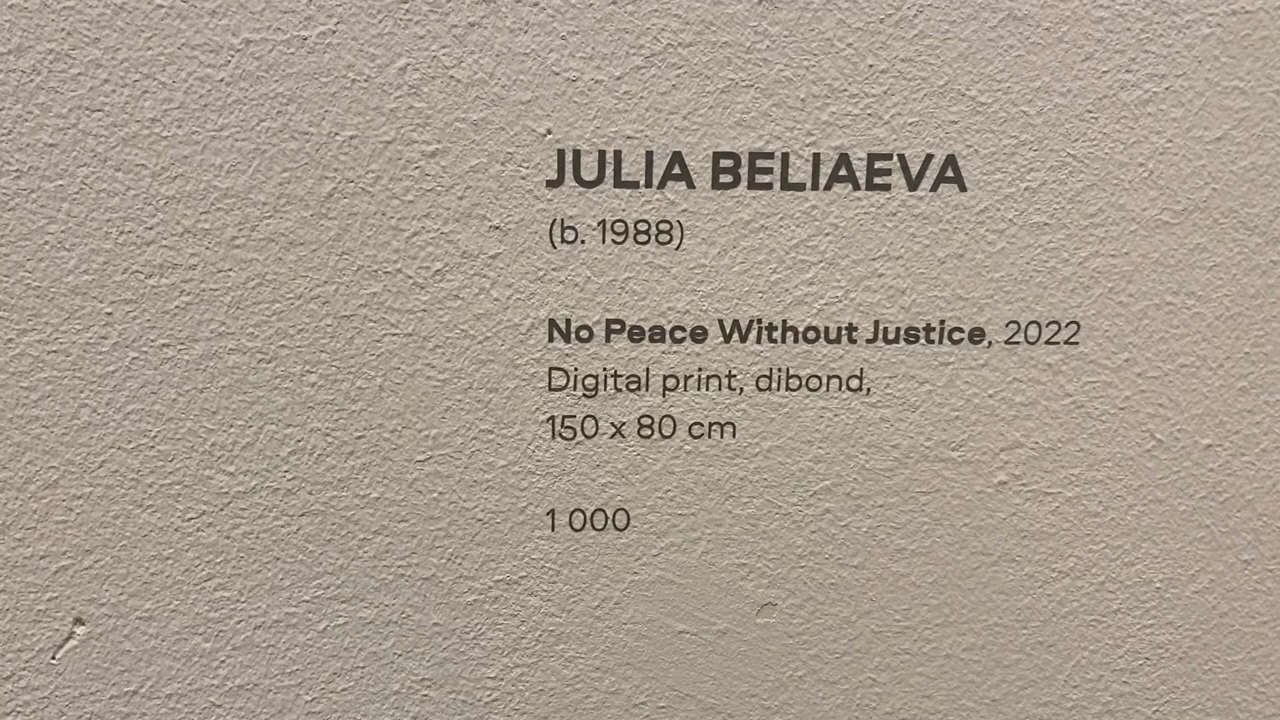 JULIA BELIAEVA
(b. 1988)
No Peace Without Justice, 2022
Digital print, dibond,
150 x 80 cm
1 000